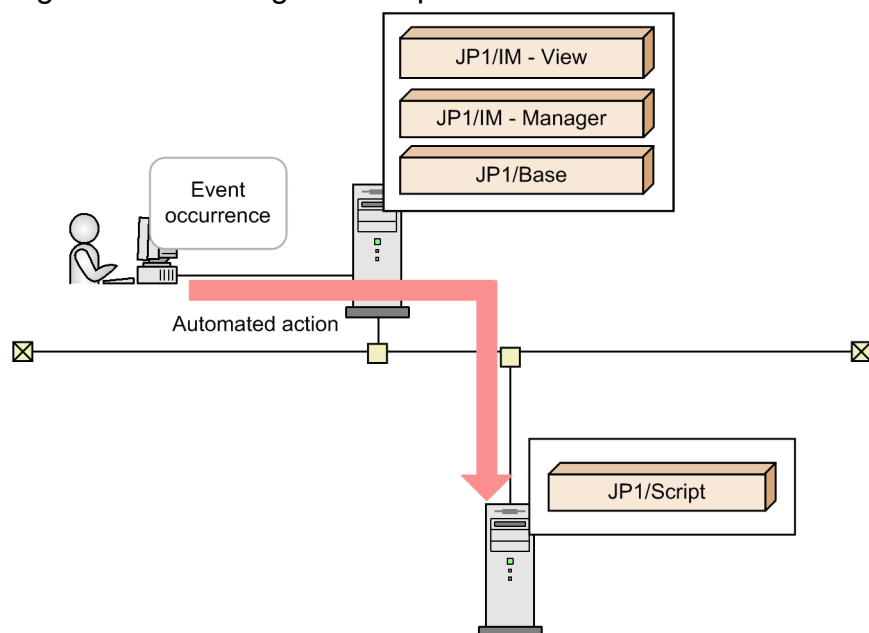 JP1/IM - View
JP1/IM - Manager
JP1/Base
Event
occurrence
Automated action
JP1/Script